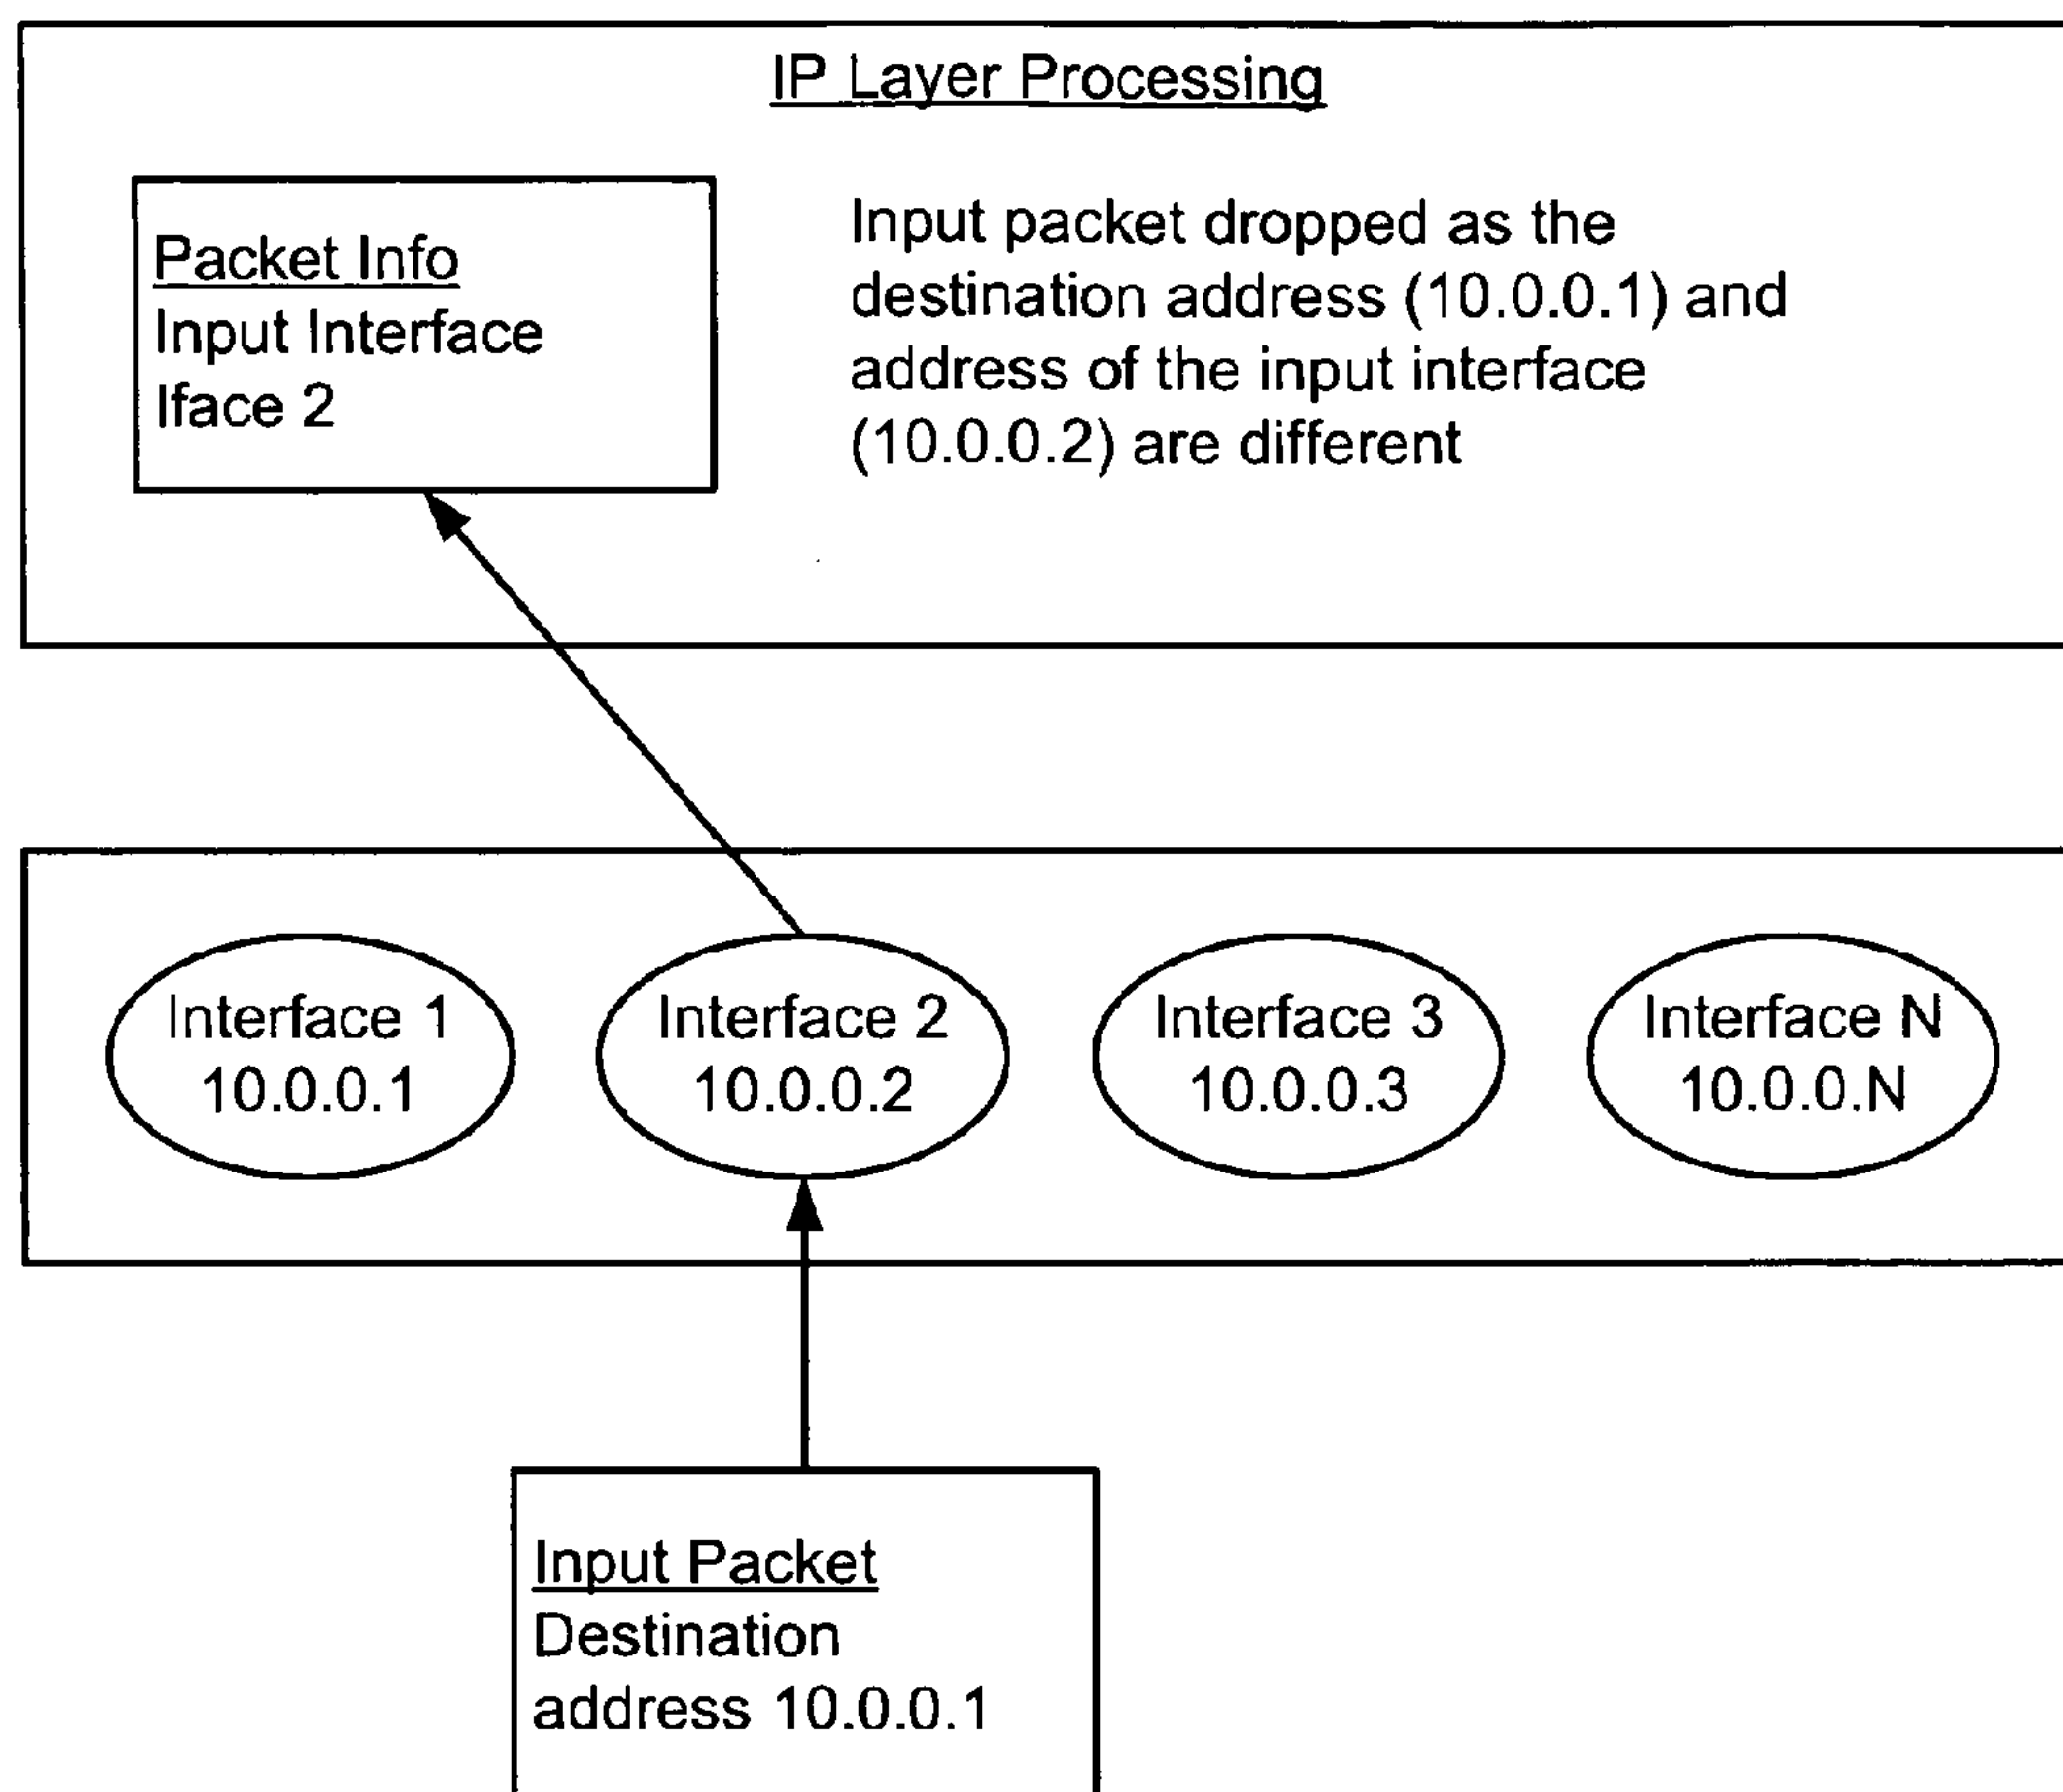 IP Layer Processing
Packet Info
Input Interface
Iface 2
Input packet dropped as the
destination address (10.0.0.1) and
address of the input interface
(10.0.0.2) are different
Interface 1
10.0.0.1
Interface 2
10.0.0.2
Interface 3
10.0.0.3
Interface N
10.0.0.N
Input Packet
Destination
address 10.0.0.1